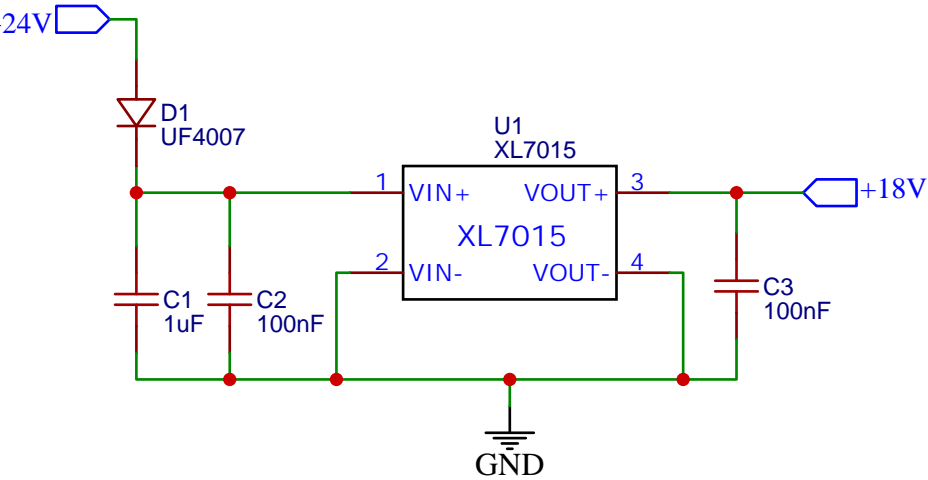 24V
D1
UF4007
U1
XL7015
1
VIN+
VOUT+
3
+18V
XL7015
2
VIN-
VOUT-
4
C1
1uF
C2
100nF
C3
100nF
GND